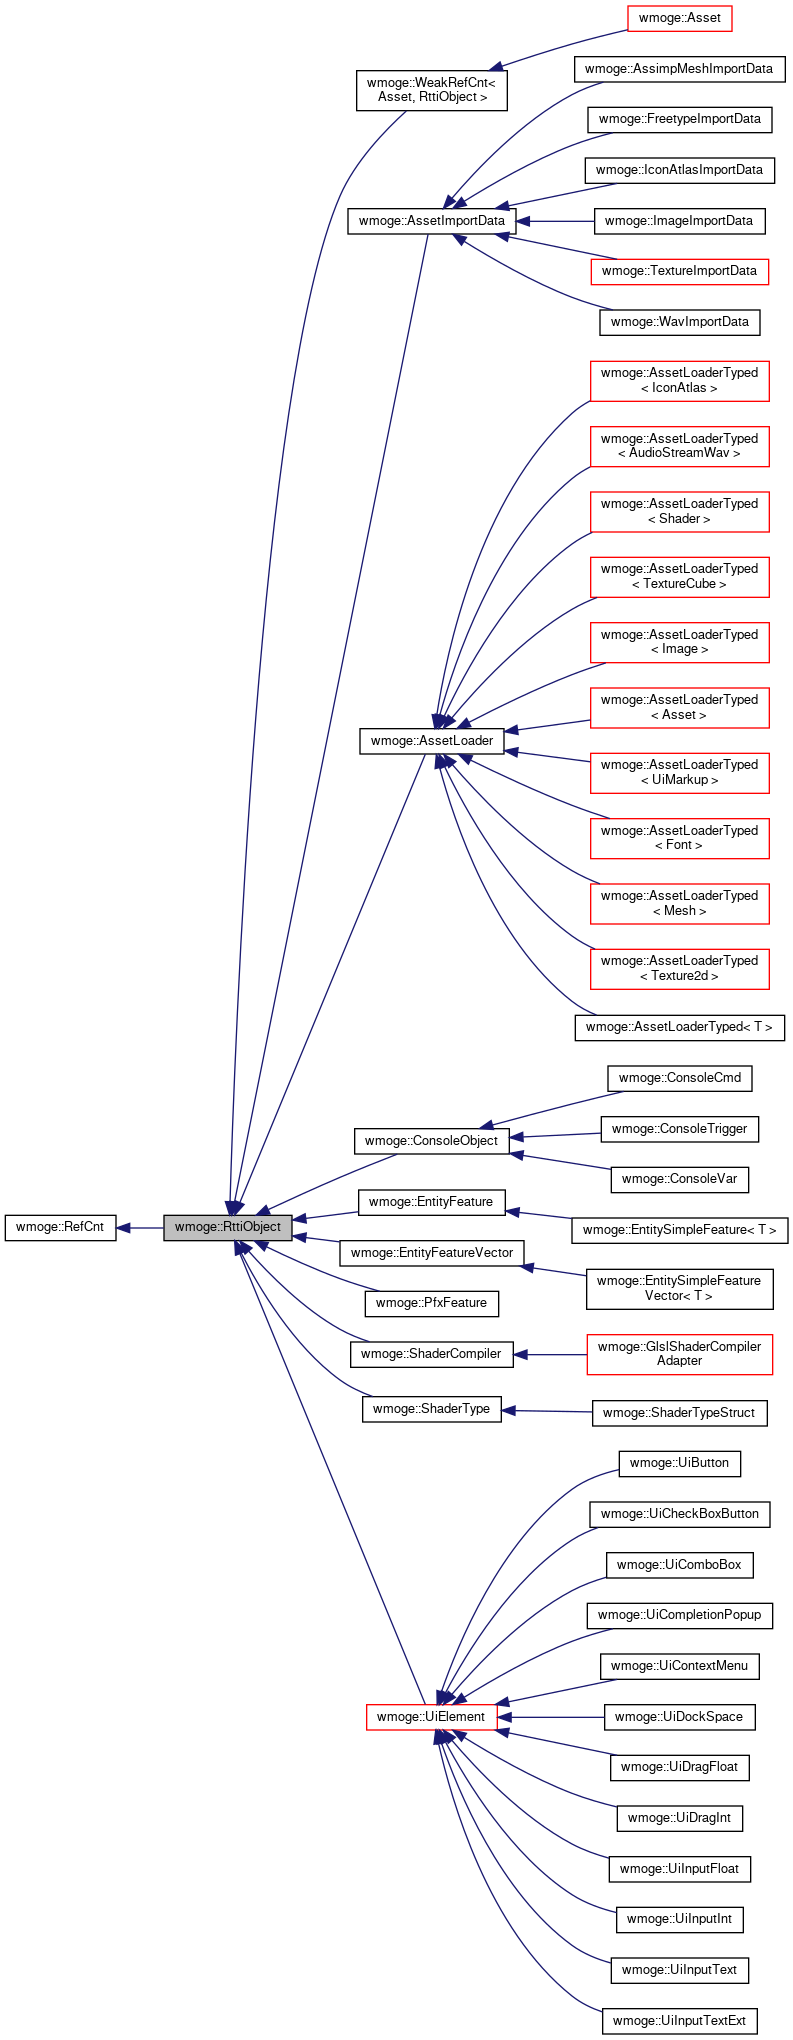 wmoge::Asset
wmoge::WeakRefCnt<
Asset, RttiObject >
wmoge::AssimpMeshImportData
wmoge::FreetypeImportData
wmoge::IconAtlasImportData
wmoge::AssetImportData
wmoge::ImageImportData
wmoge::TextureImportData
wmoge::WavImportData
wmoge::AssetLoaderTyped
< IconAtlas >
wmoge::AssetLoaderTyped
< AudioStreamWav >
wmoge::AssetLoaderTyped
< Shader >
wmoge::AssetLoaderTyped
< TextureCube >
wmoge::AssetLoaderTyped
< Image >
wmoge::AssetLoaderTyped
< Asset >
wmoge::AssetLoader
wmoge::AssetLoaderTyped
< UiMarkup >
wmoge::AssetLoaderTyped
< Font >
wmoge::AssetLoaderTyped
< Mesh >
wmoge::AssetLoaderTyped
< Texture2d >
wmoge::AssetLoaderTyped< T >
wmoge::ConsoleCmd
wmoge::ConsoleObject
wmoge::ConsoleTrigger
wmoge::ConsoleVar
wmoge::EntityFeature
wmoge::RefCnt
wmoge::RttiObject
wmoge::EntitySimpleFeature< T >
wmoge::EntityFeatureVector
wmoge::EntitySimpleFeature
Vector< T >
wmoge::PfxFeature
wmoge::ShaderCompiler
wmoge::GlslShaderCompiler
Adapter
wmoge::ShaderType
wmoge::ShaderTypeStruct
wmoge::UiButton
wmoge::UiCheckBoxButton
wmoge::UiComboBox
wmoge::UiCompletionPopup
wmoge::UiContextMenu
wmoge::UiElement
wmoge::UiDockSpace
wmoge::UiDragFloat
wmoge::UiDragInt
wmoge::UiInputFloat
wmoge::UiInputInt
wmoge::UiInputText
wmoge::UiInputTextExt